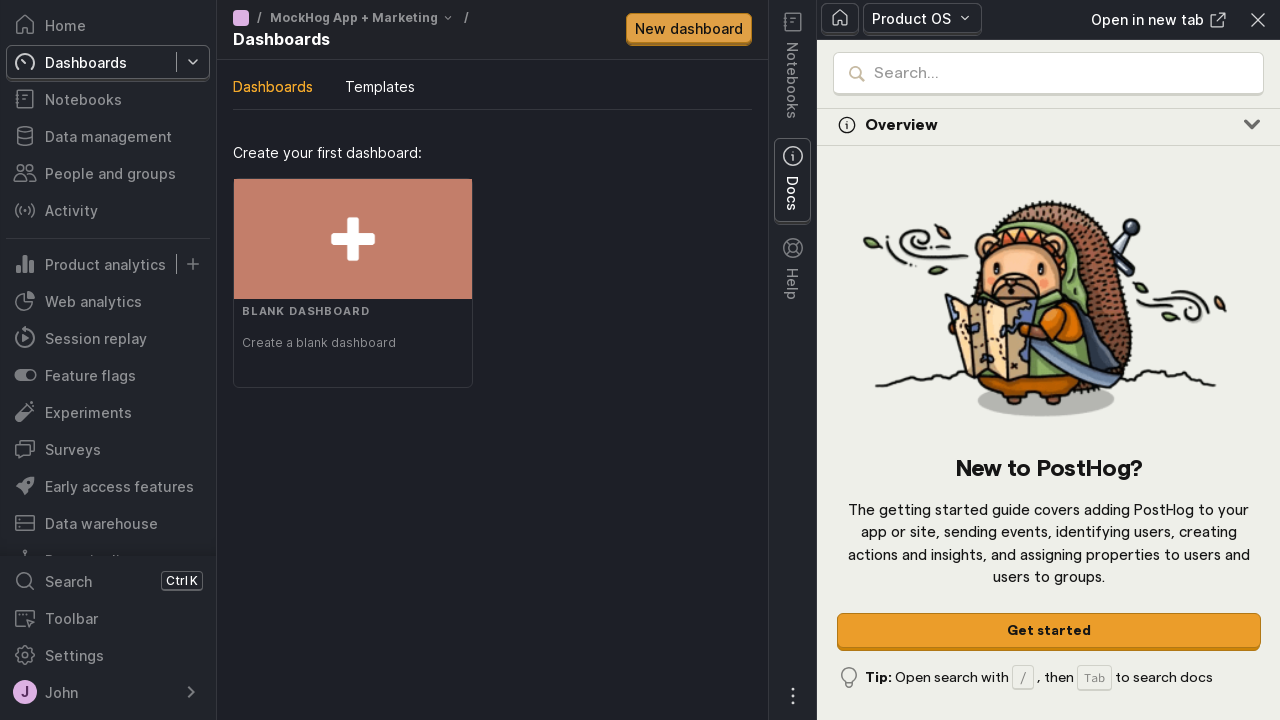 Home
Dashboards
Notebooks
Data management
People and groups
Activity
Product analytics
Web analytics
Session replay
Feature flags
Experiments
Surveys
Early access features
Data warehouse
Search Ctrl K
Toolbar
Settings
J John
/ MockHog App + Marketing /
Dashboards
New dashboard
Dashboards Templates
Create your first dashboard:
BLANK DASHBOARD
Create a blank dashboard
Notebooks
Docs
Help
Product OS
Open in new tab
Search...
Overview
New to PostHog?
The getting started guide covers adding PostHog to your
app or site, sending events, identifying users, creating
actions and insights, and assigning properties to users and
users to groups.
Get started
Tip: Open search with / , then Tab to search docs